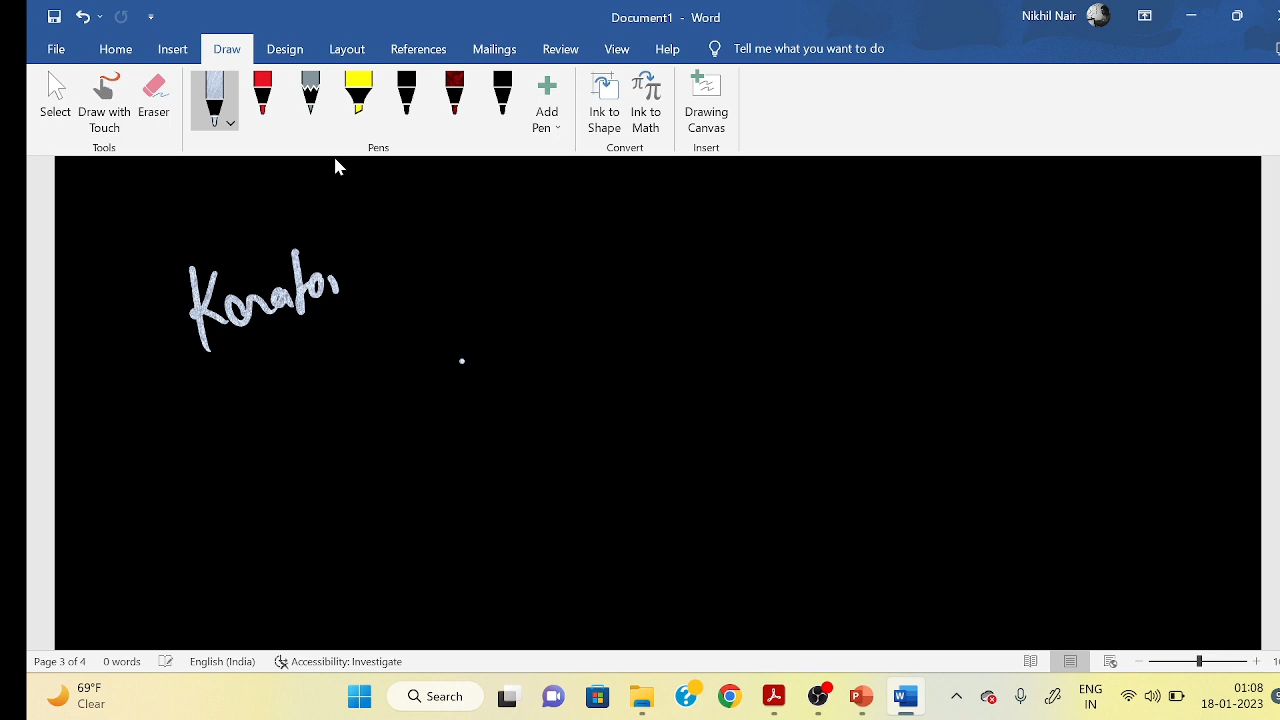 Document1 - Word
Nikhil Nair
File Home Insert Draw Design Layout References Mailings Review View Help Tell me what you want to do
Select
Draw with Touch
Eraser
Add Pen
Ink to Shape
Ink to Math
Drawing Canvas
Tools Pens Convert Insert
Page 3 of 4 0 words English (India) Accessibility: Investigate
69°F
Clear
Search
ENG
IN
01:08
18-01-2023